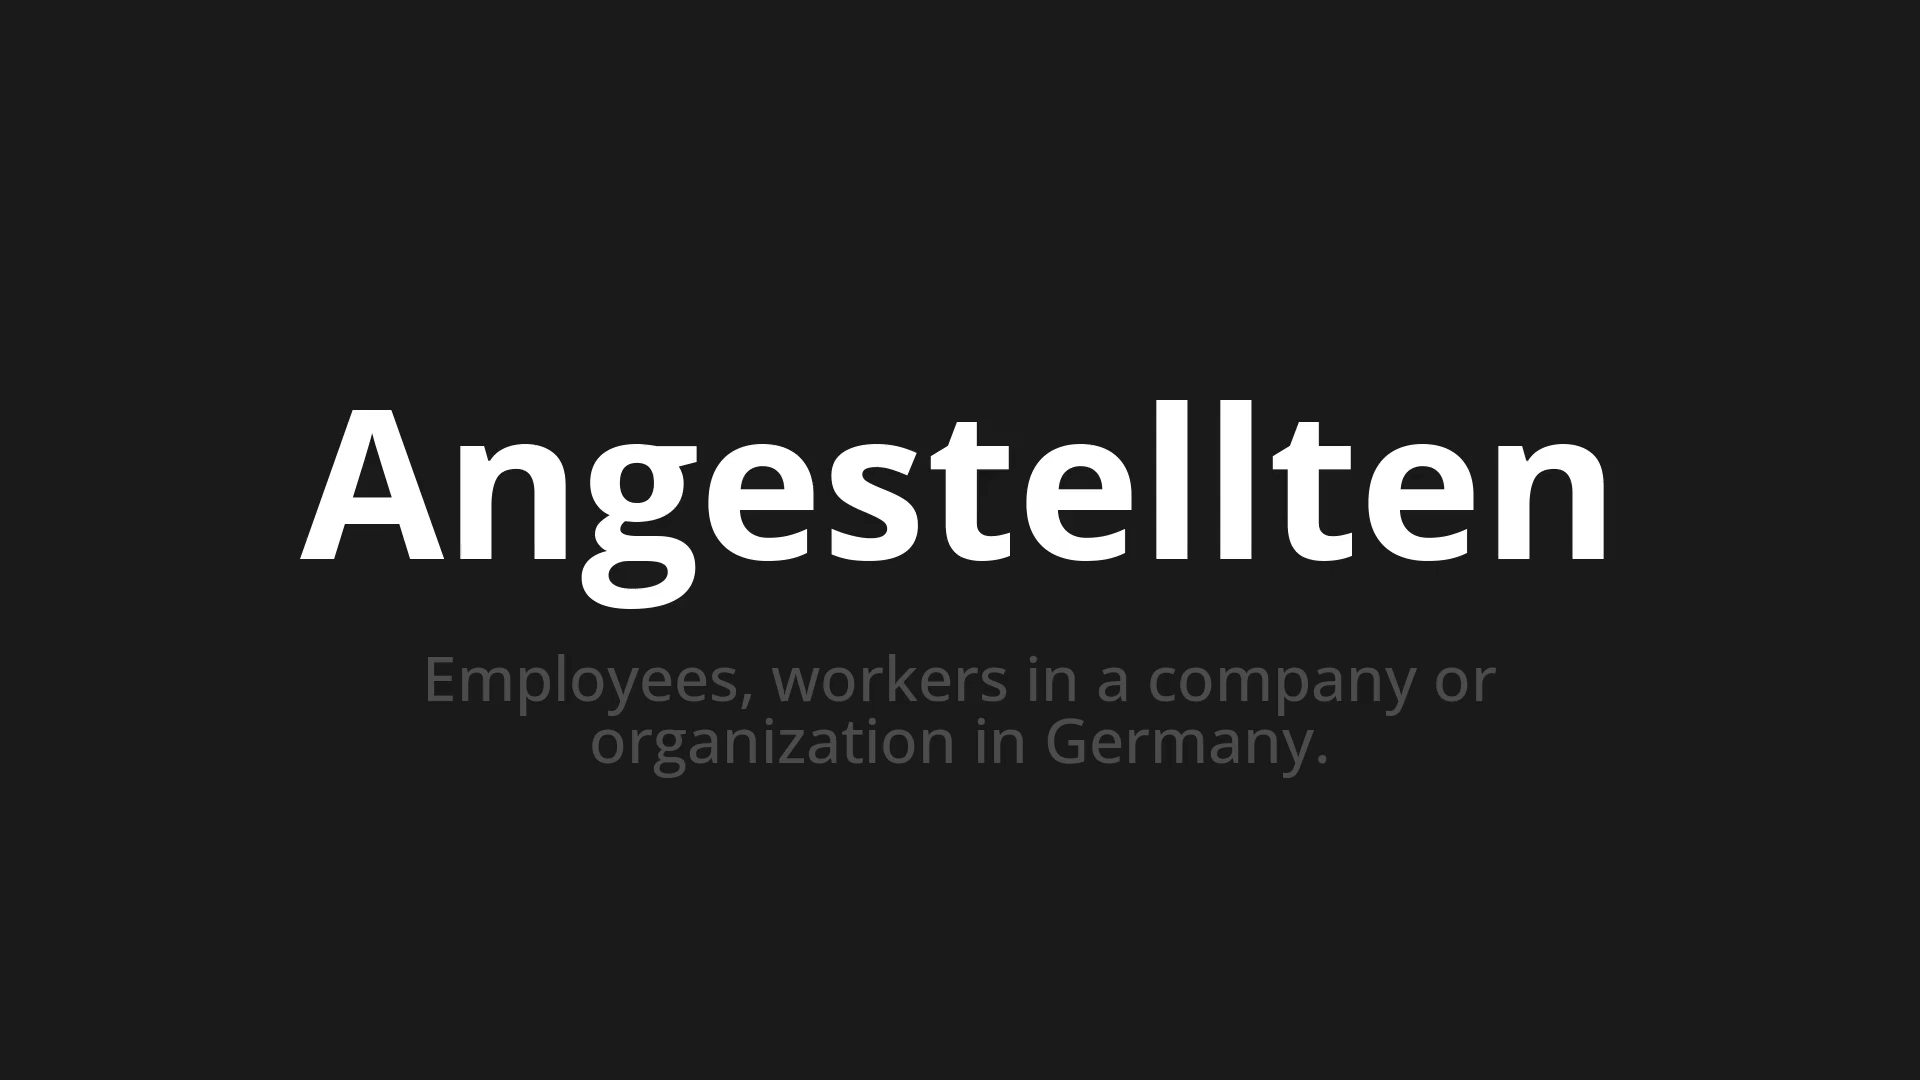 Angestellten
Employees, workers in a company or
organization in Germany.